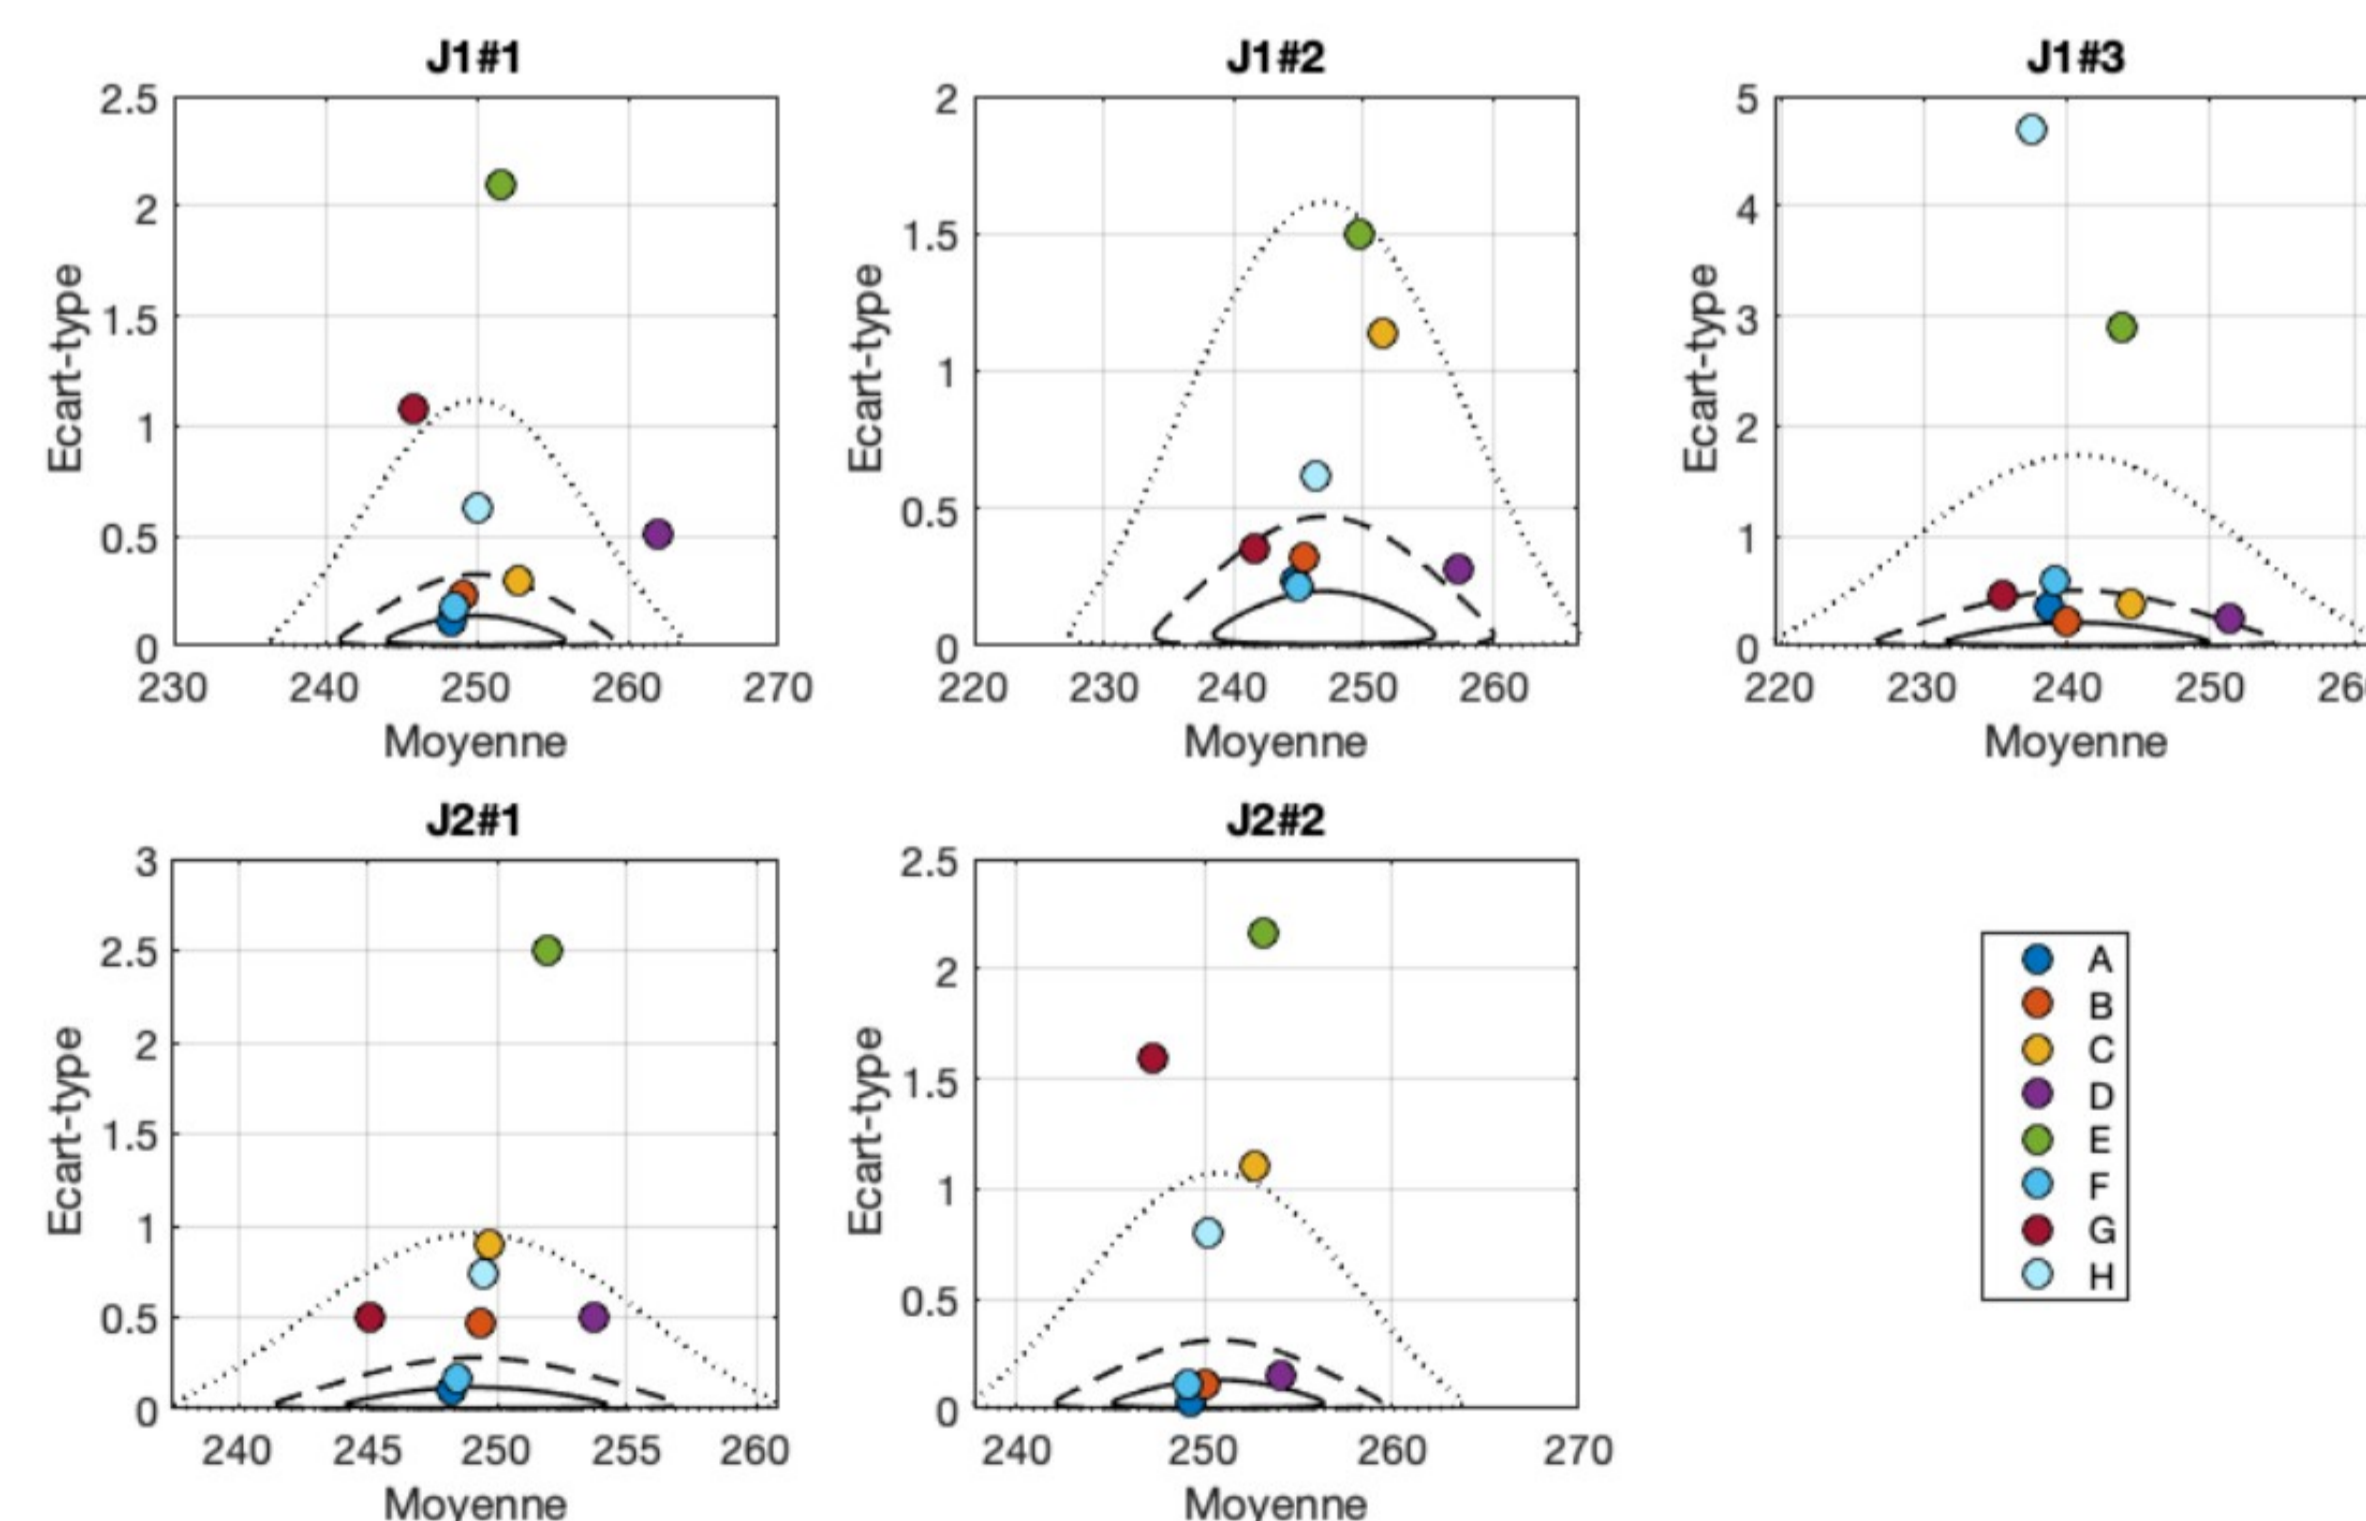 J1#1 J1#2 J1#3
2.5 2 5
2 1.5 4
1.5 1 3
1 0.5 2
0.5 0 1
0 0
Ecart-type Ecart-type Ecart-type
230 240 250 260 270 220 230 240 250 260 220 230 240 250
Moyenne Moyenne Moyenne
J2#1 J2#2
3 2.5
2.5 2
2 1.5
1.5 1
1 0.5
0.5 0
0
Ecart-type Ecart-type
A
B
C
D
E
F
G
H
240 245 250 255 260 240 250 260 270
Moyenne Moyenne